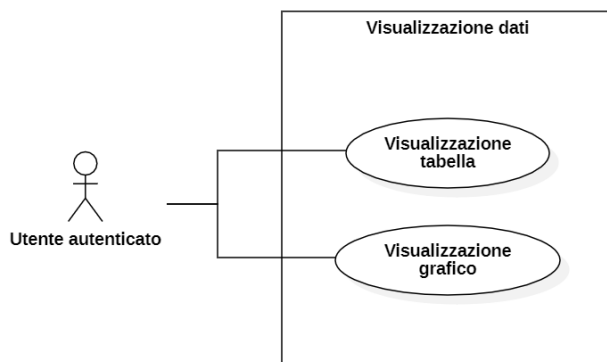 Visualizzazione dati
Visualizzazione
tabella
Utente autenticato
Visualizzazione
grafico